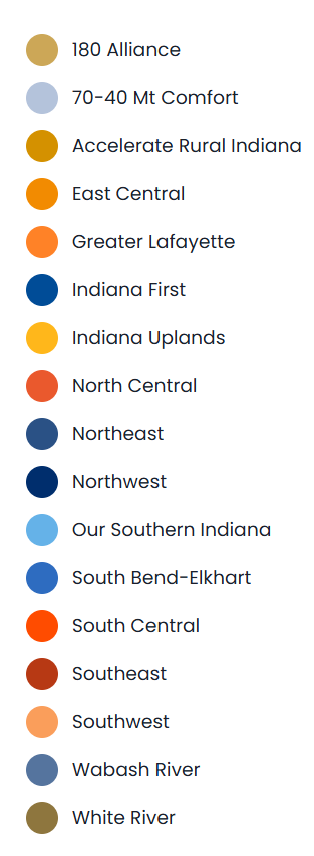 180 Alliance
70-40 Mt Comfort
Accelerate Rural Indiana
East Central
Greater Lafayette
Indiana First
Indiana Uplands
North Central
Northeast
Northwest
Our Southern Indiana
South Bend-Elkhart
South Central
Southeast
Southwest
Wabash River
White River